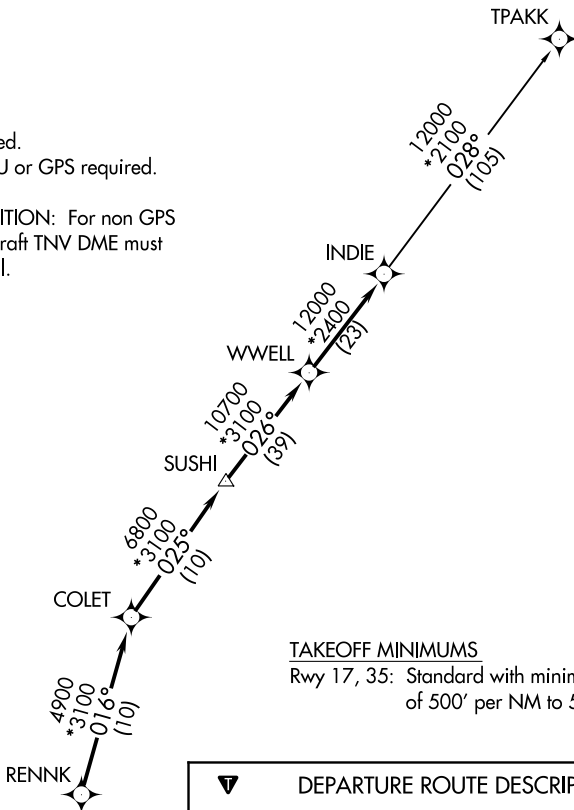 TPAKK
ed.
U or GPS required.
ITION: For non GPS
raft TNV DME must
l.
12000
*2100
028°
(105)
INDIE
12000
*2400
(23)
WWELL
10700
*3100
026°
(39)
SUSHI
6800
*3100
025°
(10)
COLET
4900
*3100
016°
(10)
RENNK
TAKEOFF MINIMUMS
Rwy 17, 35: Standard with minim
of 500' per NM to 5
T DEPARTURE ROUTE DESCRIP